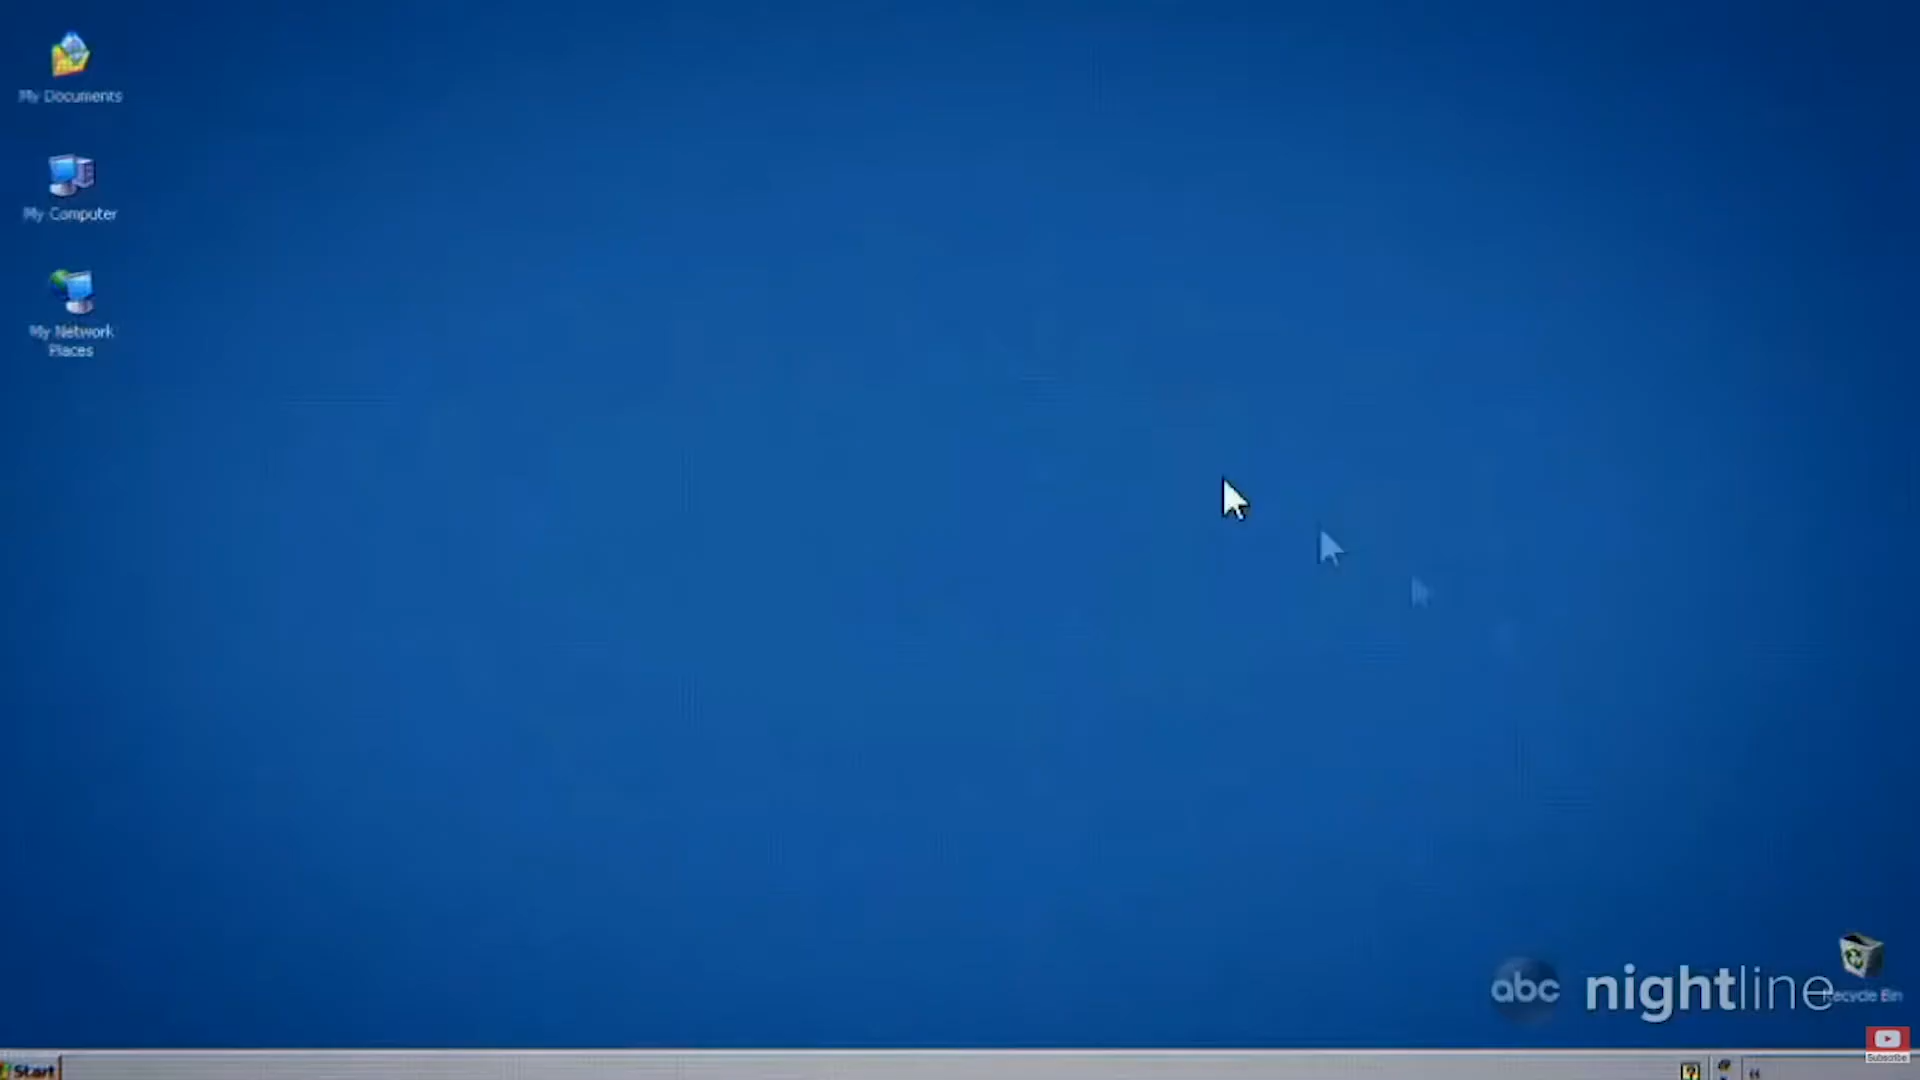 My Documents
My Computer
My Network
Places
abc nightline
Recycle Bin
Subscribe
Start